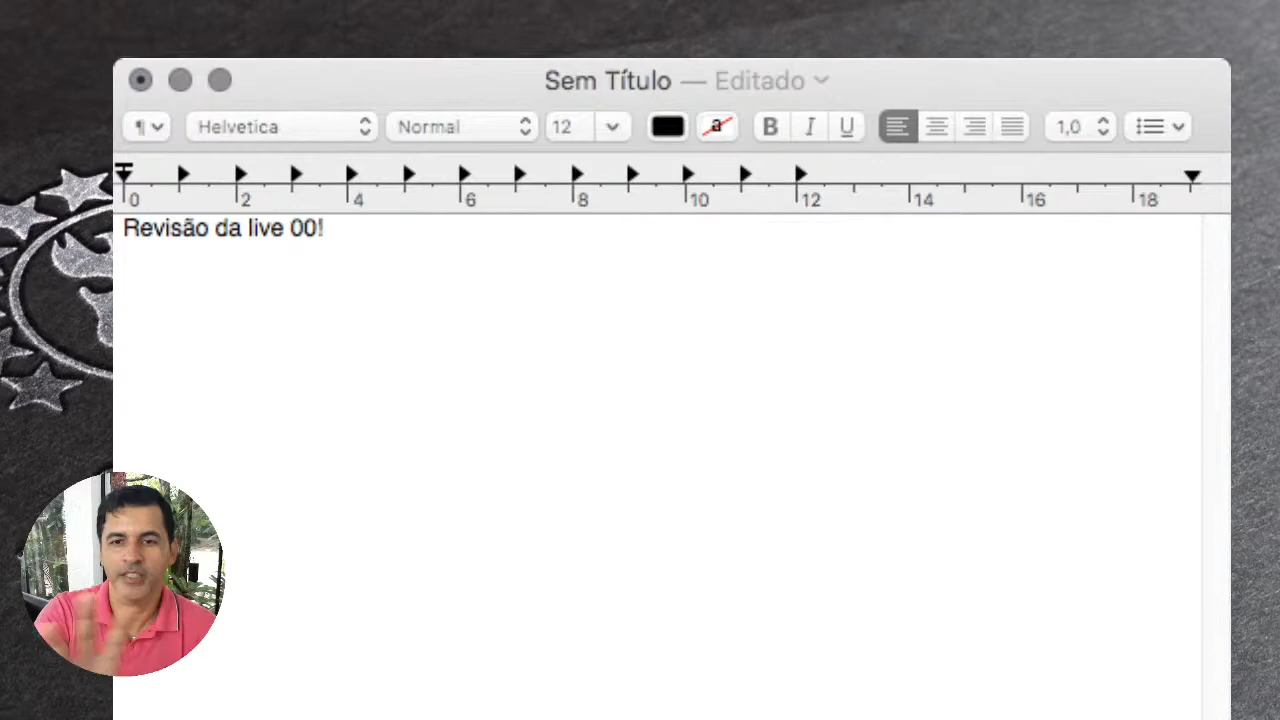 Sem Título — Editado
¶ Helvetica Normal 12 a B I U 1,0
0 2 4 6 8 10 12 14 16 18
Revisão da live 00!